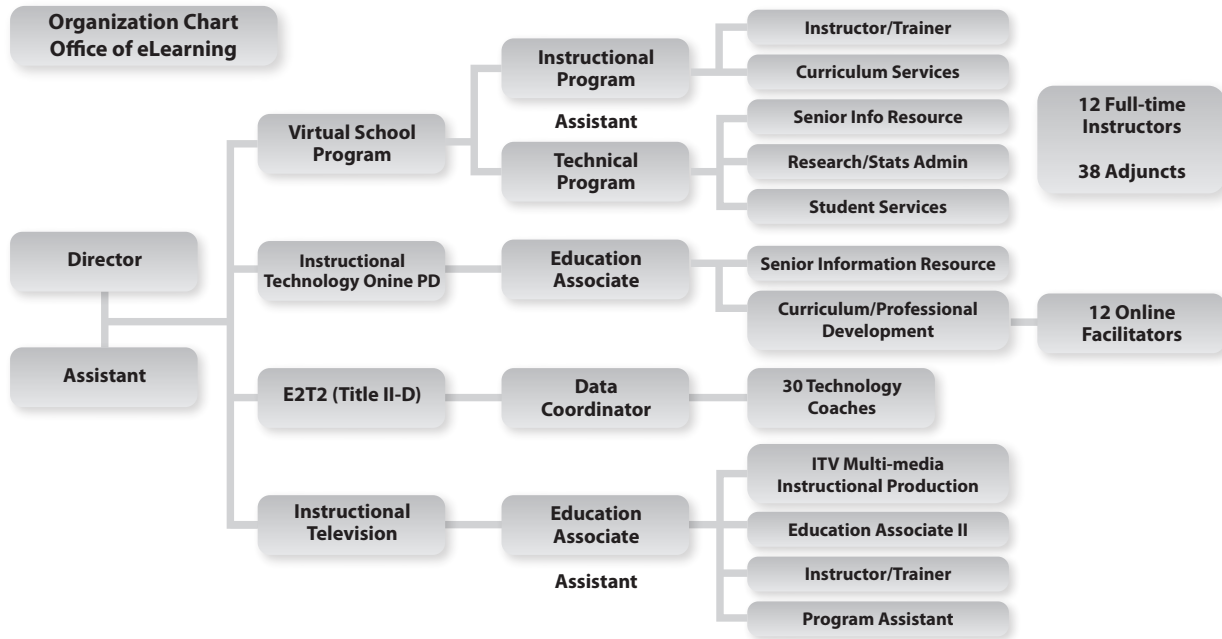 Organization Chart
Office of eLearning
Director
Assistant
Virtual School
Program
Instructional
Program
Assistant
Technical
Program
Instructor/Trainer
Curriculum Services
Senior Info Resource
Research/Stats Admin
Student Services
12 Full-time
Instructors
38 Adjuncts
Instructional
Technology Onine PD
Education
Associate
Senior Information Resource
Curriculum/Professional
Development
12 Online
Facilitators
E2T2 (Title II-D)
Data
Coordinator
30 Technology
Coaches
Instructional
Television
Education
Associate
Assistant
ITV Multi-media
Instructional Production
Education Associate II
Instructor/Trainer
Program Assistant